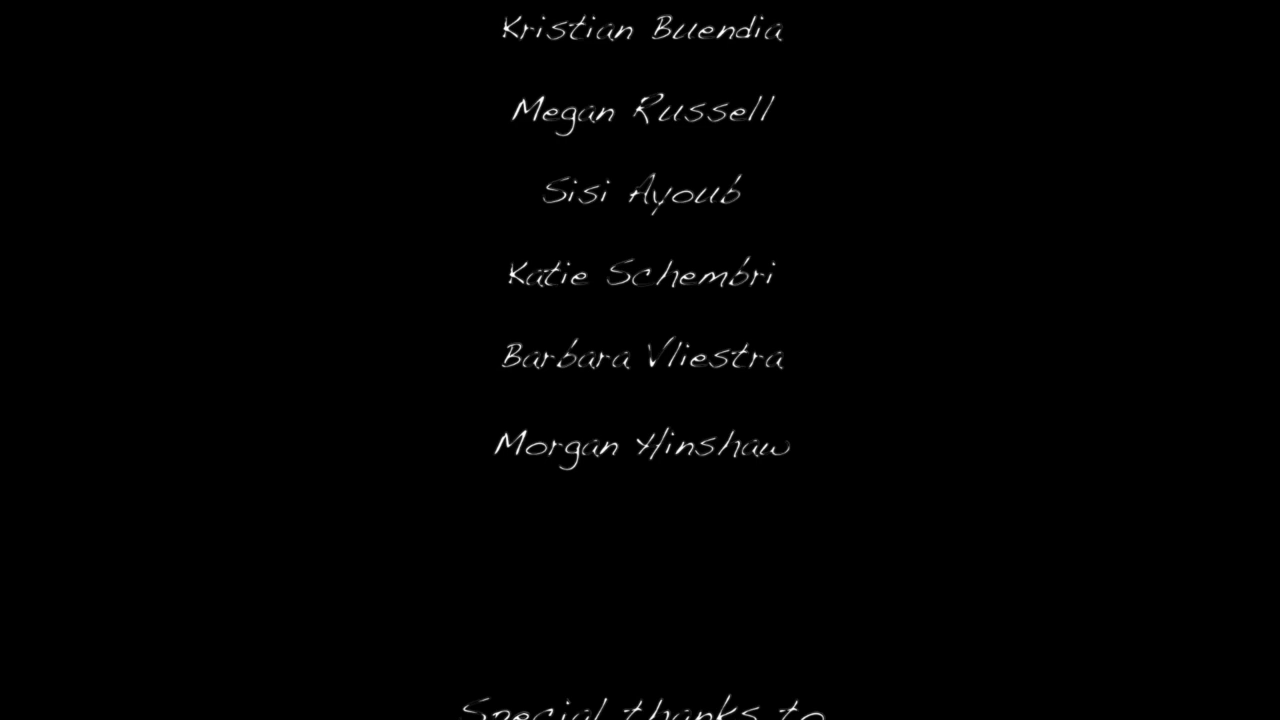 Kristian Buendia
Megan Russell
Sisi Ayoub
Katie Schembri
Barbara Vliestra
Morgan Hinshaw
Special thanks to